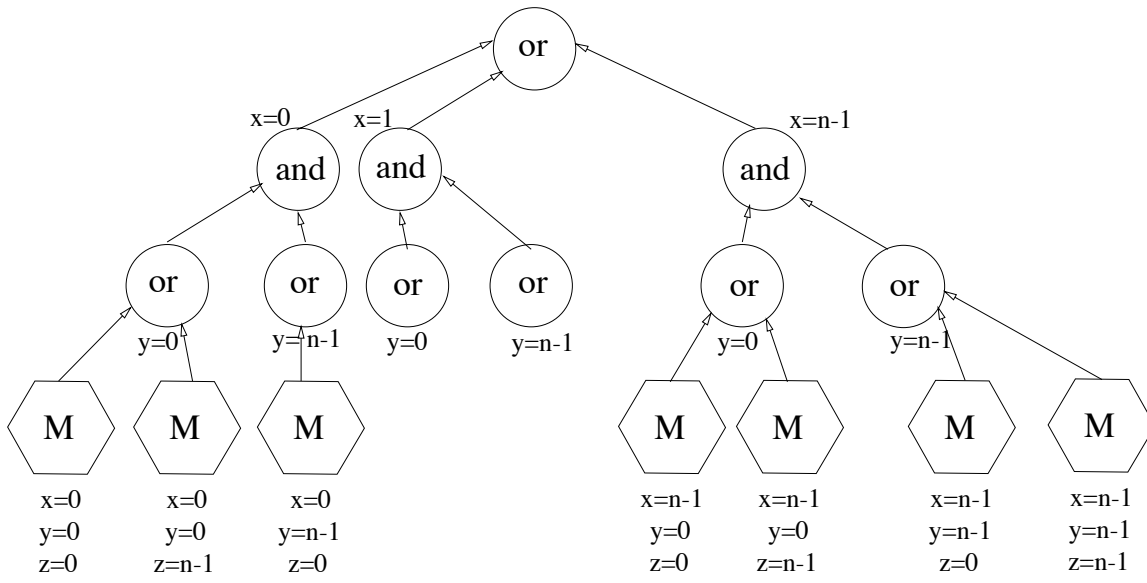 or
x=0
x=1
x=n-1
and
and
and
or
or
or
or
or
or
y=0
y=n-1
y=0
y=n-1
y=0
y=n-1
M
M
M
M
M
M
M
x=0
y=0
z=0
x=0
y=0
z=n-1
x=0
y=n-1
z=0
x=n-1
y=0
z=0
x=n-1
y=0
z=n-1
x=n-1
y=n-1
z=0
x=n-1
y=n-1
z=n-1